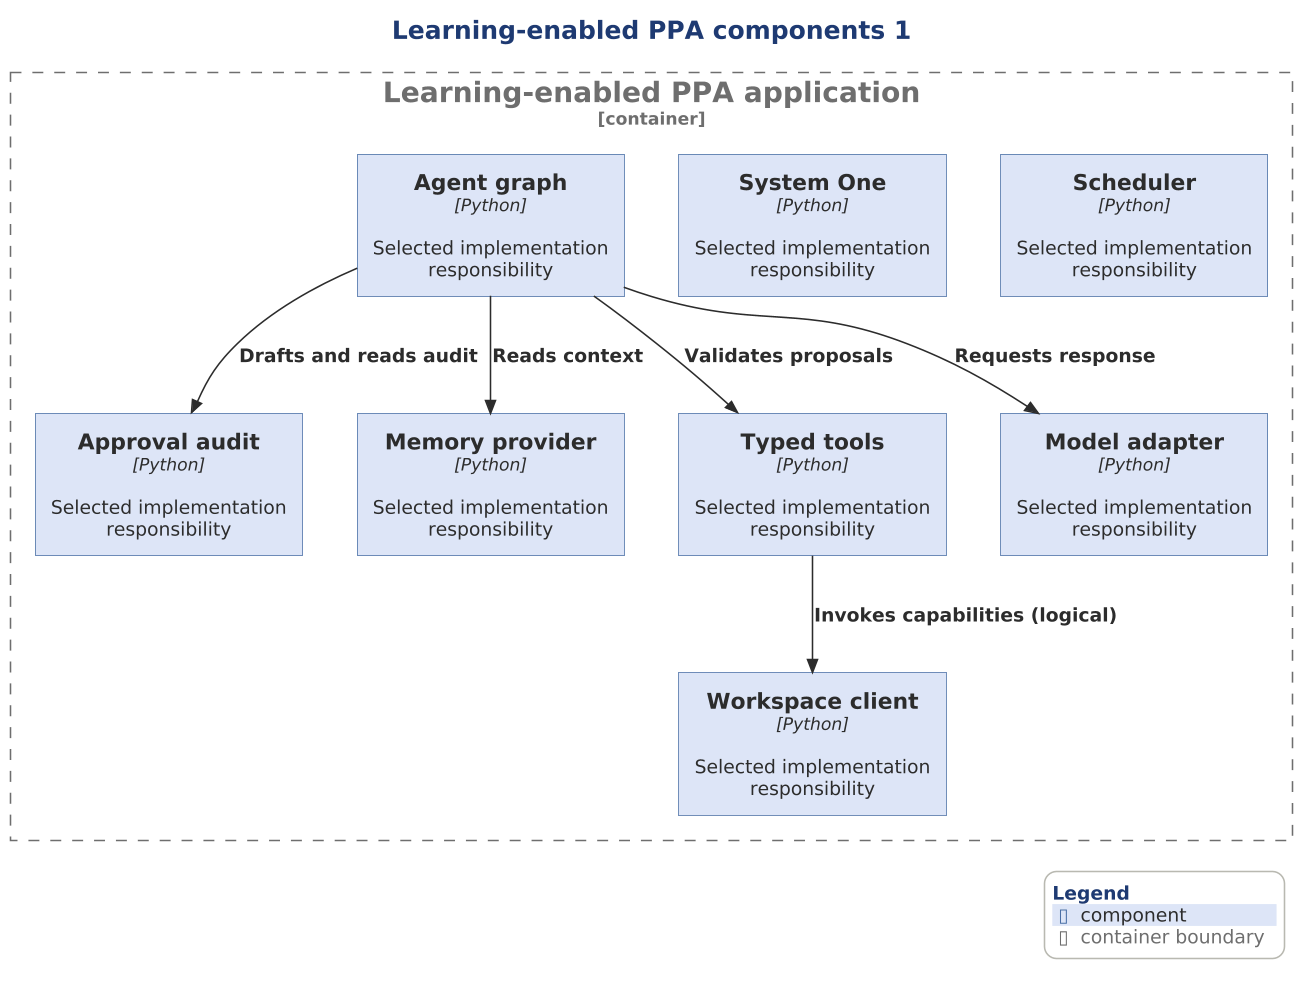 Learning-enabled PPA components 1
Learning-enabled PPA application
[container]
Agent graph
[Python]
Selected implementation
responsibility
System One
[Python]
Selected implementation
responsibility
Scheduler
[Python]
Selected implementation
responsibility
Drafts and reads audit
Reads context
Validates proposals
Requests response
Approval audit
[Python]
Selected implementation
responsibility
Memory provider
[Python]
Selected implementation
responsibility
Typed tools
[Python]
Selected implementation
responsibility
Model adapter
[Python]
Selected implementation
responsibility
Invokes capabilities (logical)
Workspace client
[Python]
Selected implementation
responsibility
Legend
component
container boundary